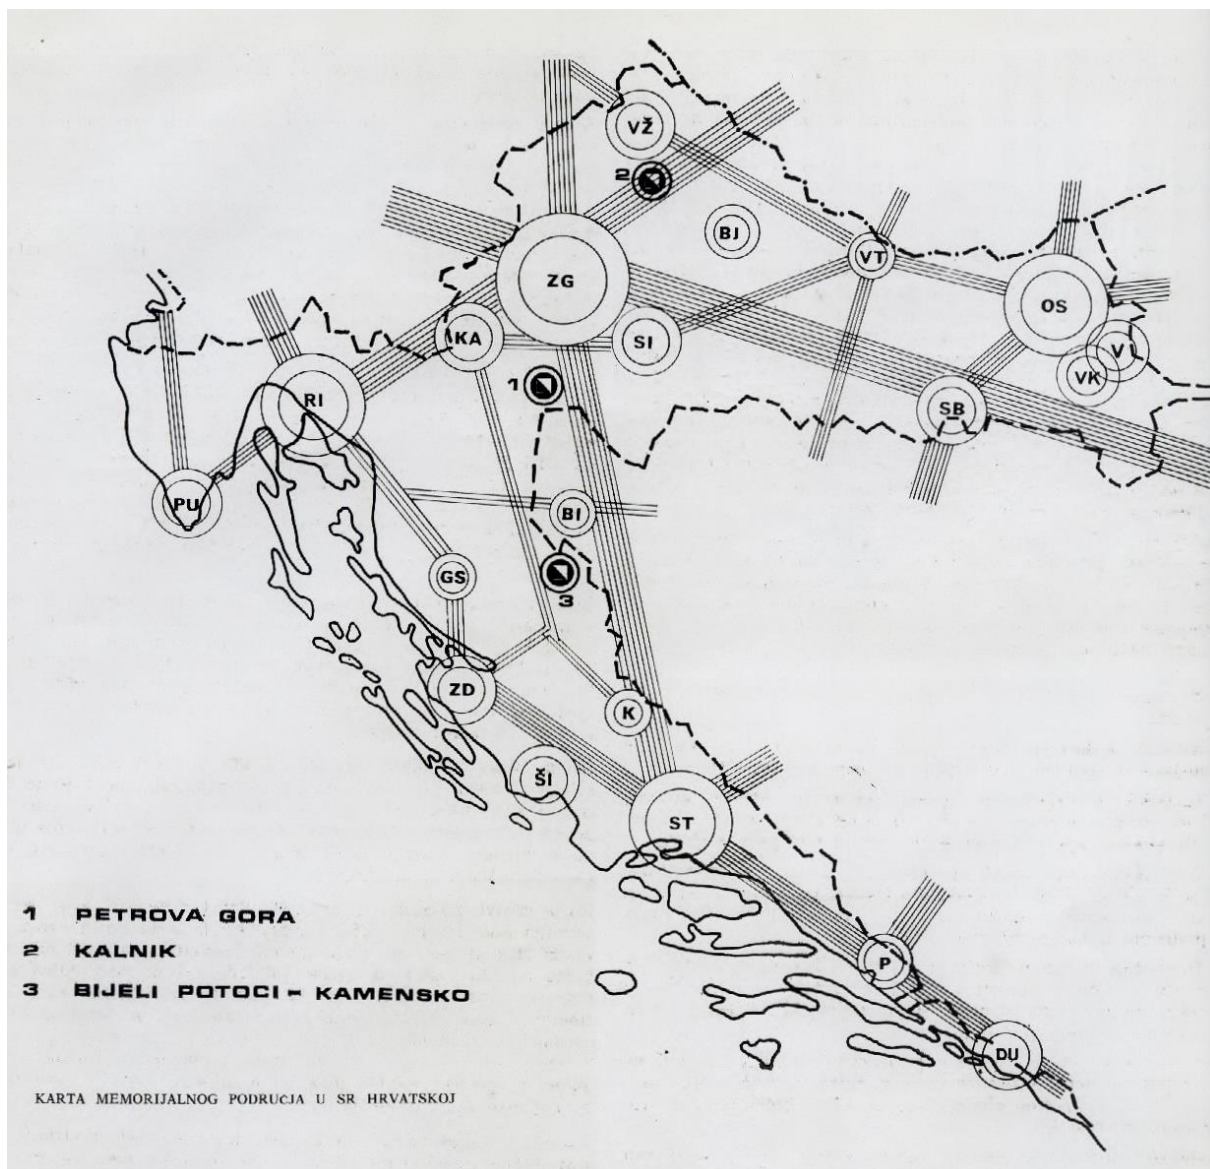 VŽ
2
BJ
ZG
VT
OS
KA
SI
V
VK
1
RI
SB
PU
BI
GS
3
ZD
K
ŠI
ST
P
DU
1 PETROVA GORA
2 KALNIK
3 BIJELI POTOCI - KAMENSKO
KARTA MEMORIJALNOG PODRUČJA U SR HRVATSKOJ